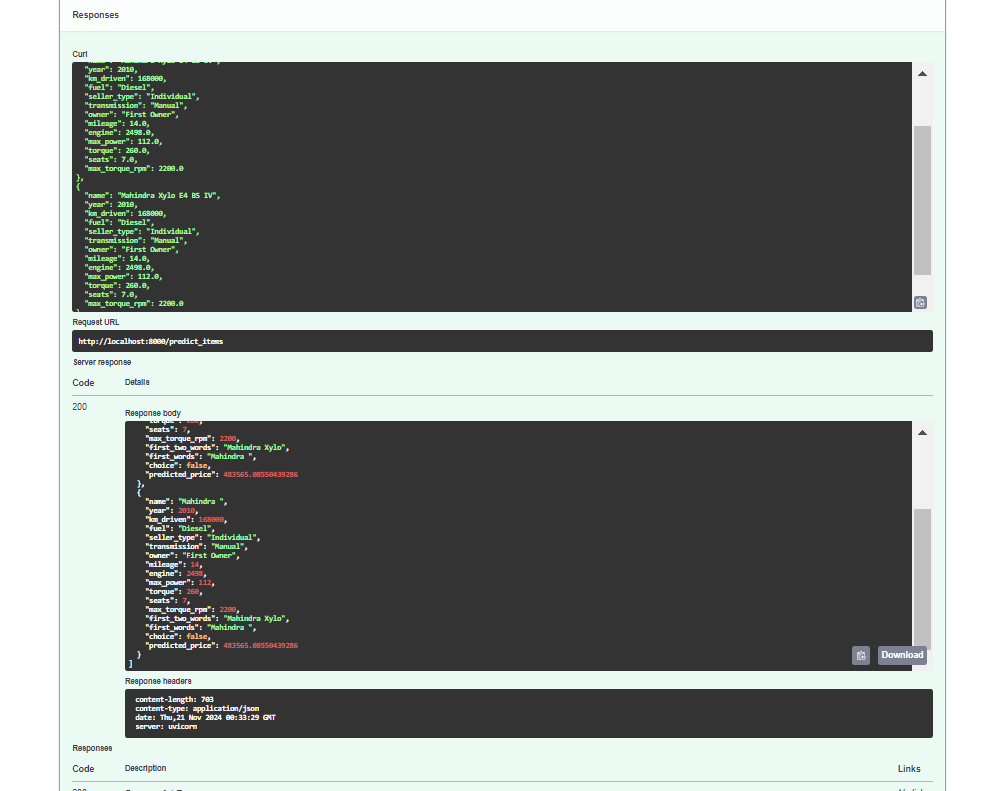 Responses
Curl
"year": 2010,
"km_driven": 168000,
"fuel": "Diesel",
"seller_type": "Individual",
"transmission": "Manual",
"owner": "First Owner",
"mileage": 14.0,
"engine": 2498.0,
"max_power": 112.0,
"torque": 260.0,
"seats": 7.0,
"max_torque_rpm": 2200.0
},
{
"name": "Mahindra Xylo E4 BS IV",
"year": 2010,
"km_driven": 168000,
"fuel": "Diesel",
"seller_type": "Individual",
"transmission": "Manual",
"owner": "First Owner",
"mileage": 14.0,
"engine": 2498.0,
"max_power": 112.0,
"torque": 260.0,
"seats": 7.0,
"max_torque_rpm": 2200.0
Request URL
http://localhost:8000/predict_items
Server response
Code Details
200
Response body
"seats": 7,
"max_torque_rpm": 2200,
"first_two_words": "Mahindra Xylo",
"first_words": "Mahindra ",
"choice": false,
"predicted_price": 483565.08550439286
},
{
"name": "Mahindra ",
"year": 2010,
"km_driven": 168000,
"fuel": "Diesel",
"seller_type": "Individual",
"transmission": "Manual",
"owner": "First Owner",
"mileage": 14,
"engine": 2498,
"max_power": 112,
"torque": 260,
"seats": 7,
"max_torque_rpm": 2200,
"first_two_words": "Mahindra Xylo",
"first_words": "Mahindra ",
"choice": false,
"predicted_price": 483565.08550439286
}
]
Download
Response headers
content-length: 703
content-type: application/json
date: Thu,21 Nov 2024 00:33:29 GMT
server: uvicorn
Responses
Code Description Links